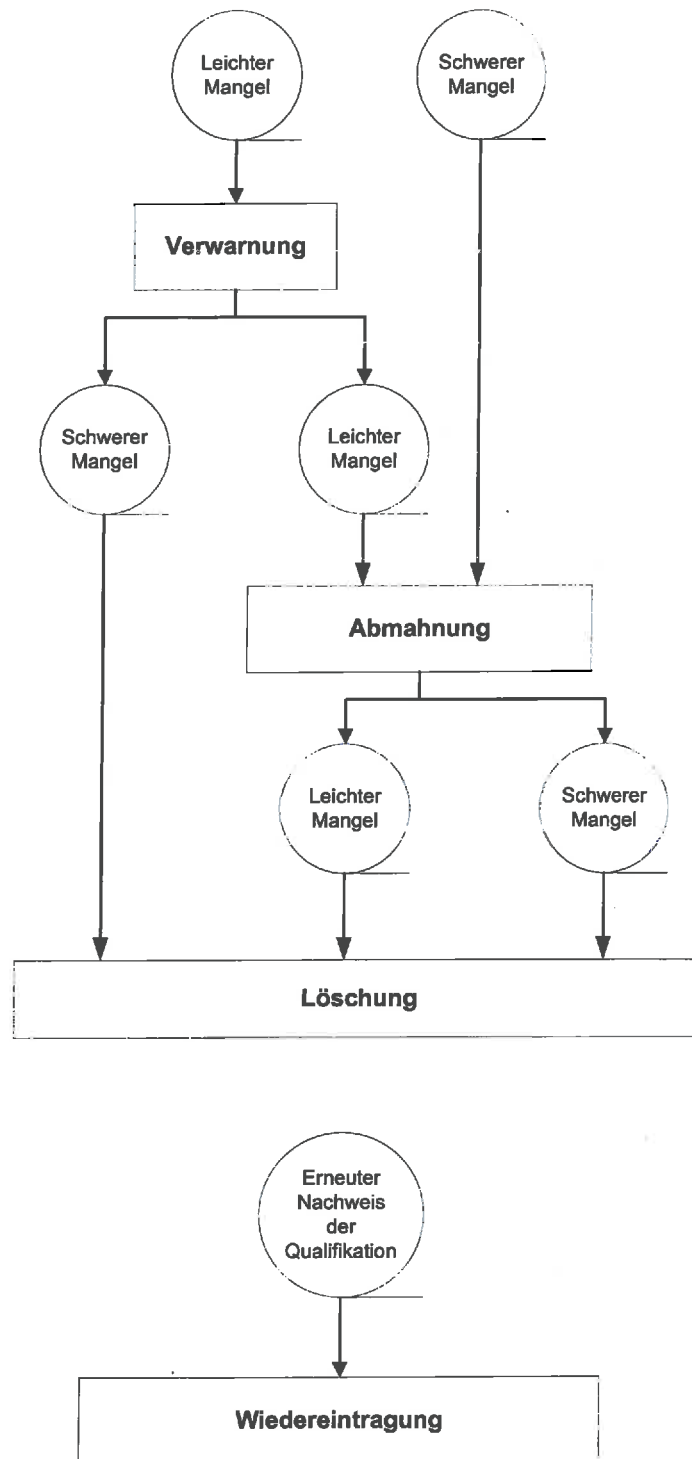 Leichter
Mangel
Schwerer
Mangel
Verwarnung
Schwerer
Mangel
Leichter
Mangel
Abmahnung
Leichter
Mangel
Schwerer
Mangel
Löschung
Erneuter
Nachweis
der
Qualifikation
Wiedereintragung